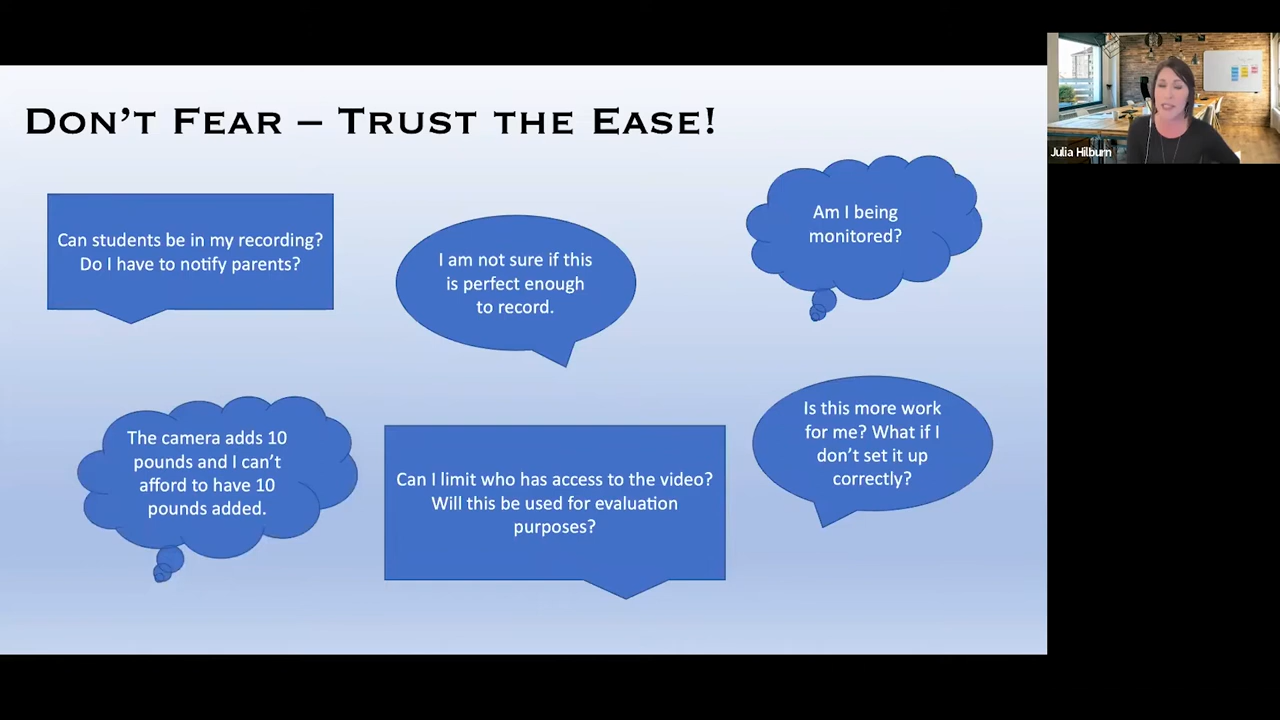 Don't Fear – Trust the Ease!
Julia Hilburn
Can students be in my recording?
Do I have to notify parents?
I am not sure if this
is perfect enough
to record.
Am I being
monitored?
The camera adds 10
pounds and I can't
afford to have 10
pounds added.
Can I limit who has access to the video?
Will this be used for evaluation
purposes?
Is this more work
for me? What if I
don't set it up
correctly?